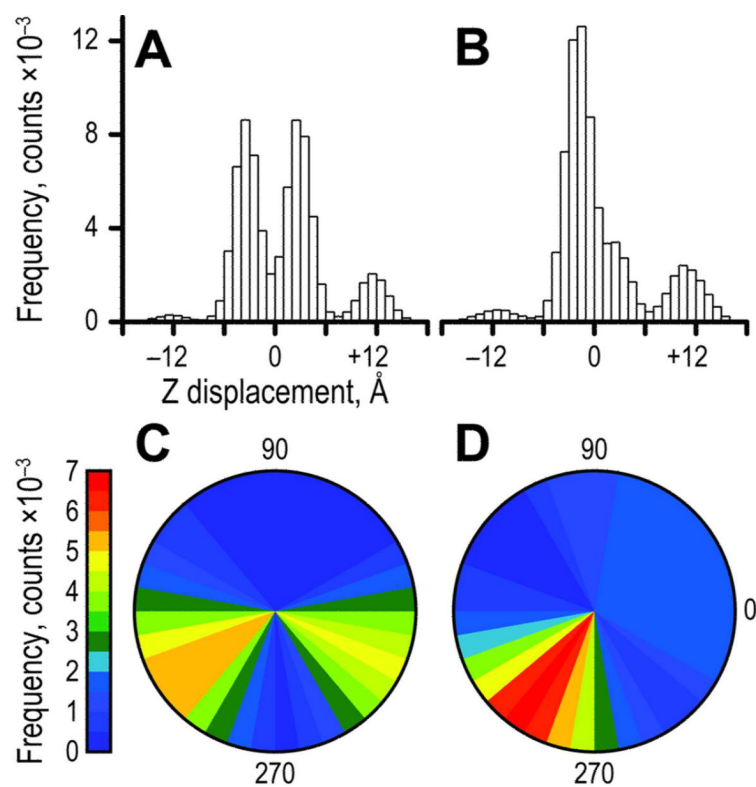 A B
12
8
4
0
Frequency, counts ×10⁻³
−12 0 +12 −12 0 +12
Z displacement, Å
C 90 D 90
7
6
5
4
3
2
1
0
Frequency, counts ×10⁻³
0
270 270